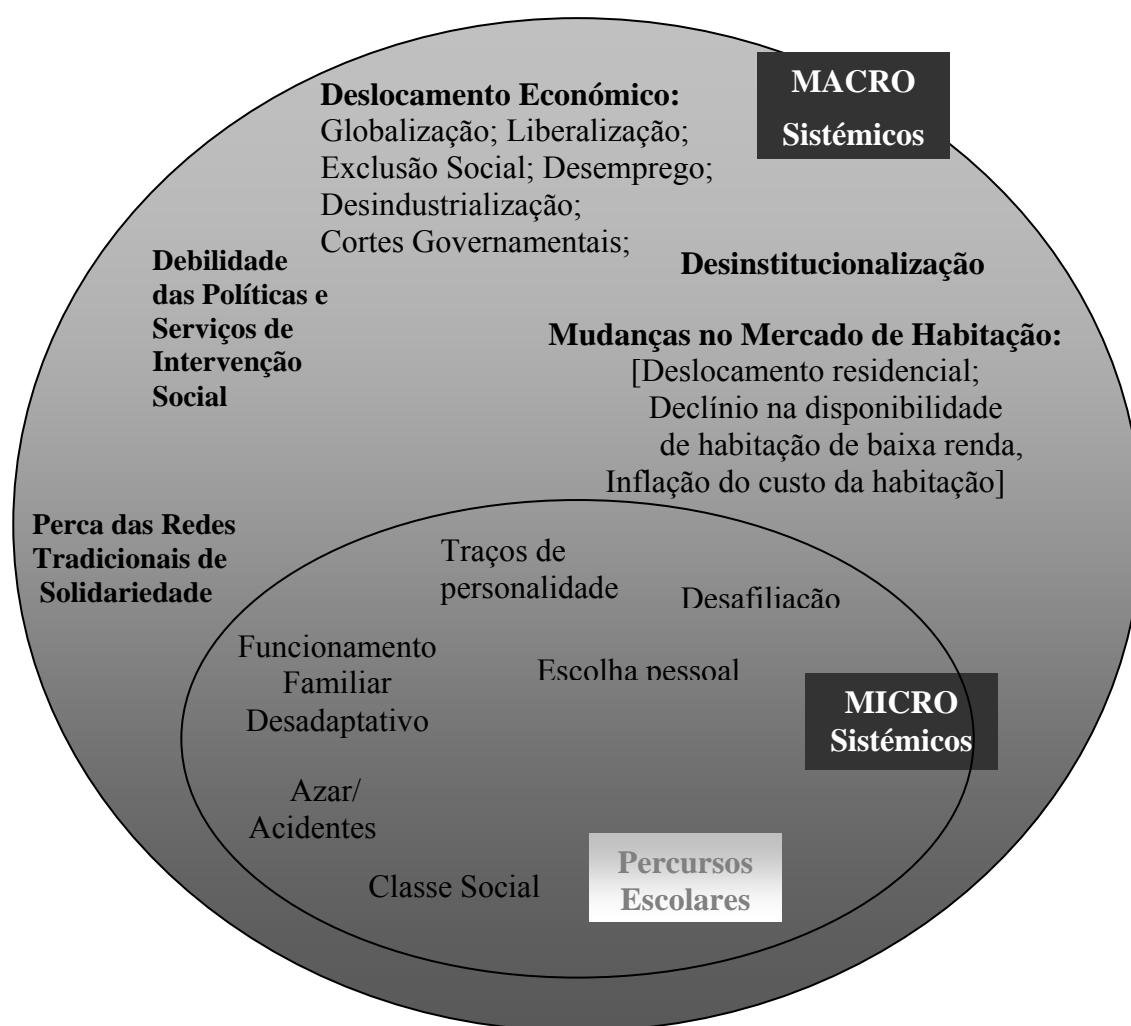 MACRO
Sistémicos
Deslocamento Económico:
Globalização; Liberalização;
Exclusão Social; Desemprego;
Desindustrialização;
Cortes Governamentais;
Debilidade
das Políticas e
Serviços de
Intervenção
Social
Desinstitucionalização
Mudanças no Mercado de Habitação:
[Deslocamento residencial;
Declínio na disponibilidade
de habitação de baixa renda,
Inflação do custo da habitação]
Perca das Redes
Tradicionais de
Solidariedade
Traços de
personalidade
Desafiliação
Funcionamento
Familiar
Desadaptativo
Escolha pessoal
MICRO
Sistémicos
Azar/
Acidentes
Classe Social
Percursos
Escolares